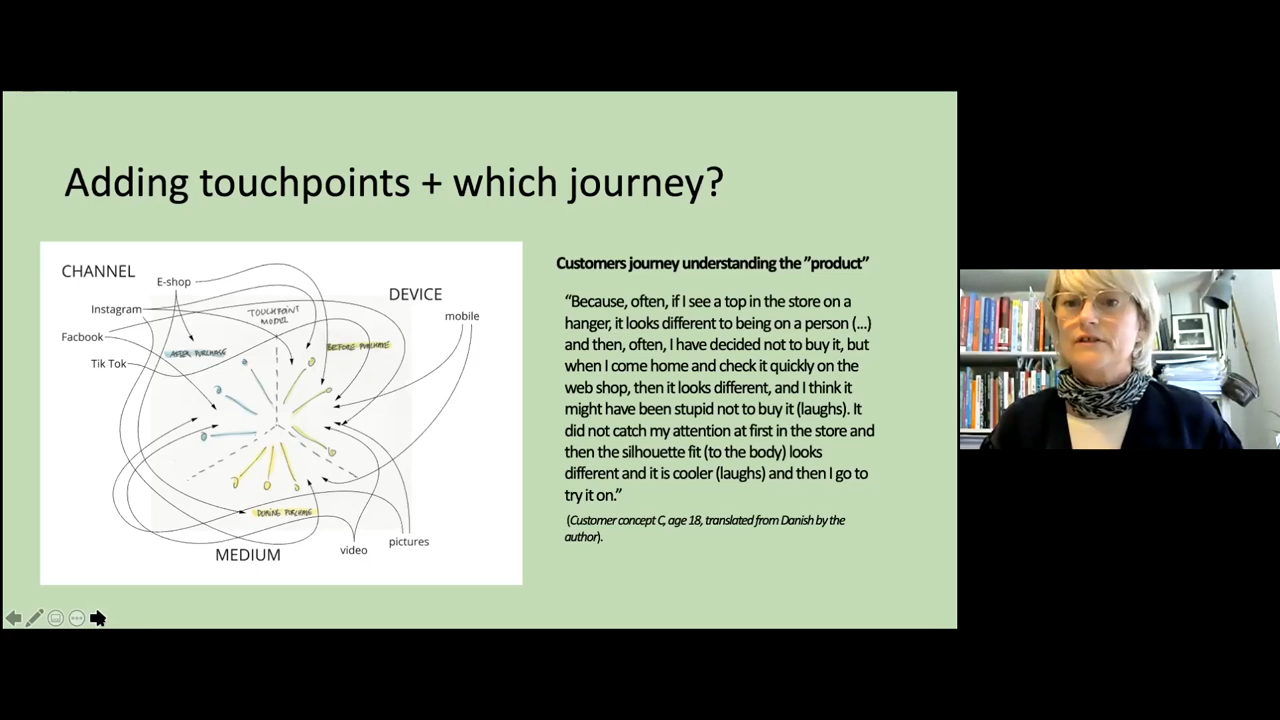 Adding touchpoints + which journey?
CHANNEL
E-shop
Instagram
Facbook
Tik Tok
DEVICE
mobile
TOUCHPOINT
MODEL
AFTER PURCHASE
BEFORE PURCHASE
DURING PURCHASE
MEDIUM
video
pictures
Customers journey understanding the ”product”
“Because, often, if I see a top in the store on a
hanger, it looks different to being on a person (...)
and then, often, I have decided not to buy it, but
when I come home and check it quickly on the
web shop, then it looks different, and I think it
might have been stupid not to buy it (laughs). It
did not catch my attention at first in the store and
then the silhouette fit (to the body) looks
different and it is cooler (laughs) and then I go to
try it on.”
(Customer concept C, age 18, translated from Danish by the
author).